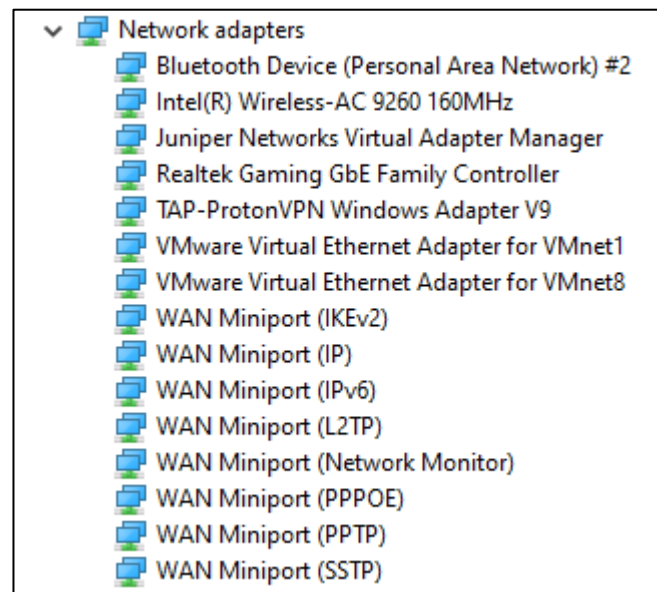 Network adapters
Bluetooth Device (Personal Area Network) #2
Intel(R) Wireless-AC 9260 160MHz
Juniper Networks Virtual Adapter Manager
Realtek Gaming GbE Family Controller
TAP-ProtonVPN Windows Adapter V9
VMware Virtual Ethernet Adapter for VMnet1
VMware Virtual Ethernet Adapter for VMnet8
WAN Miniport (IKEv2)
WAN Miniport (IP)
WAN Miniport (IPv6)
WAN Miniport (L2TP)
WAN Miniport (Network Monitor)
WAN Miniport (PPPOE)
WAN Miniport (PPTP)
WAN Miniport (SSTP)